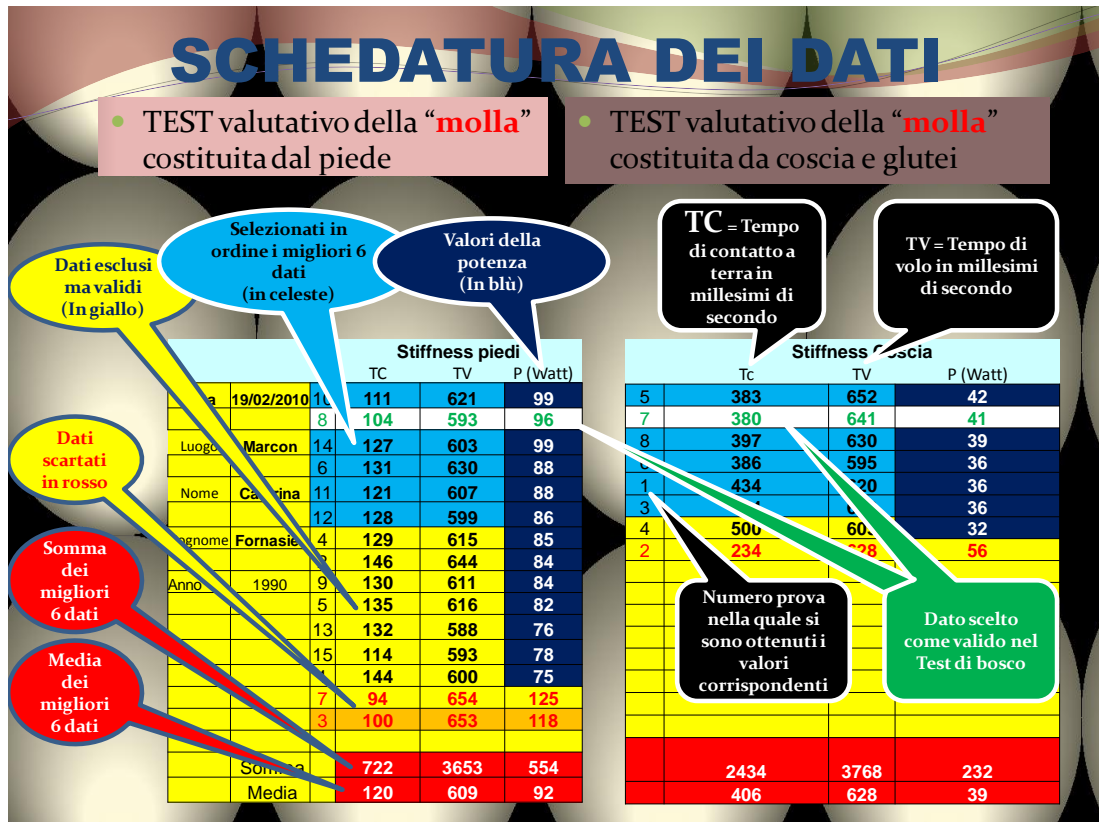 SCHEDATURA DEI DATI
TEST valutativo della “molla”
costituita dal piede
TEST valutativo della “molla”
costituita da coscia e glutei
Dati esclusi
ma validi
(In giallo)
Selezionati in
ordine i migliori 6
dati
(in celeste)
Valori della
potenza
(In blù)
TC = Tempo
di contatto a
terra in
millesimi di
secondo
TV = Tempo di
volo in millesimi
di secondo
Dati
scartati
in rosso
Somma
dei
migliori
6 dati
Media
dei
migliori
6 dati
Stiffness piedi
TC TV P (Watt)
19/02/2010 111 621 99
8 104 593 96
Luogo Marcon 14 127 603 99
6 131 630 88
Nome 11 121 607 88
12 128 599 86
Fornasie 4 129 615 85
146 644 84
Anno 1990 9 130 611 84
5 135 616 82
13 132 588 76
15 114 593 78
144 600 75
7 94 654 125
3 100 653 118
Somma 722 3653 554
Media 120 609 92
Stiffness Coscia
Tc TV P (Watt)
5 383 652 42
7 380 641 41
8 397 630 39
386 595 36
1 434 36
3 36
4 500 32
2 234 56
2434 3768 232
406 628 39
Numero prova
nella quale si
sono ottenuti i
valori
corrispondenti
Dato scelto
come valido nel
Test di bosco